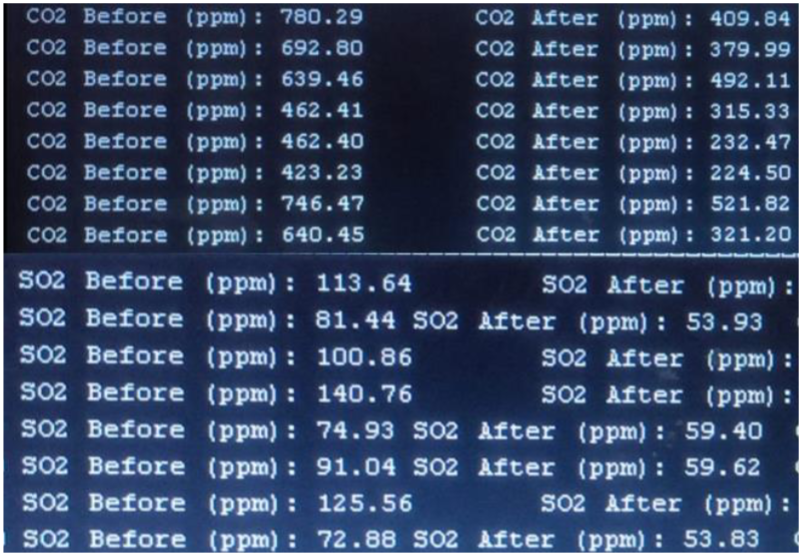 CO2 Before (ppm): 780.29 CO2 After (ppm): 409.84
CO2 Before (ppm): 692.80 CO2 After (ppm): 379.99
CO2 Before (ppm): 639.46 CO2 After (ppm): 492.11
CO2 Before (ppm): 462.41 CO2 After (ppm): 315.33
CO2 Before (ppm): 462.40 CO2 After (ppm): 232.47
CO2 Before (ppm): 423.23 CO2 After (ppm): 224.50
CO2 Before (ppm): 746.47 CO2 After (ppm): 521.82
CO2 Before (ppm): 640.45 CO2 After (ppm): 321.20
SO2 Before (ppm): 113.64 SO2 After (ppm):
SO2 Before (ppm): 81.44 SO2 After (ppm): 53.93
SO2 Before (ppm): 100.86 SO2 After (ppm):
SO2 Before (ppm): 140.76 SO2 After (ppm):
SO2 Before (ppm): 74.93 SO2 After (ppm): 59.40
SO2 Before (ppm): 91.04 SO2 After (ppm): 59.62
SO2 Before (ppm): 125.56 SO2 After (ppm):
SO2 Before (ppm): 72.88 SO2 After (ppm): 53.83